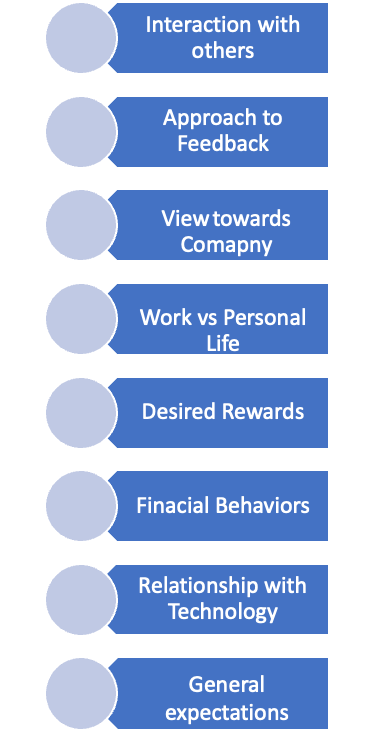 Interaction with
others
Approach to
Feedback
View towards
Comapny
Work vs Personal
Life
Desired Rewards
Finacial Behaviors
Relationship with
Technology
General
expectations